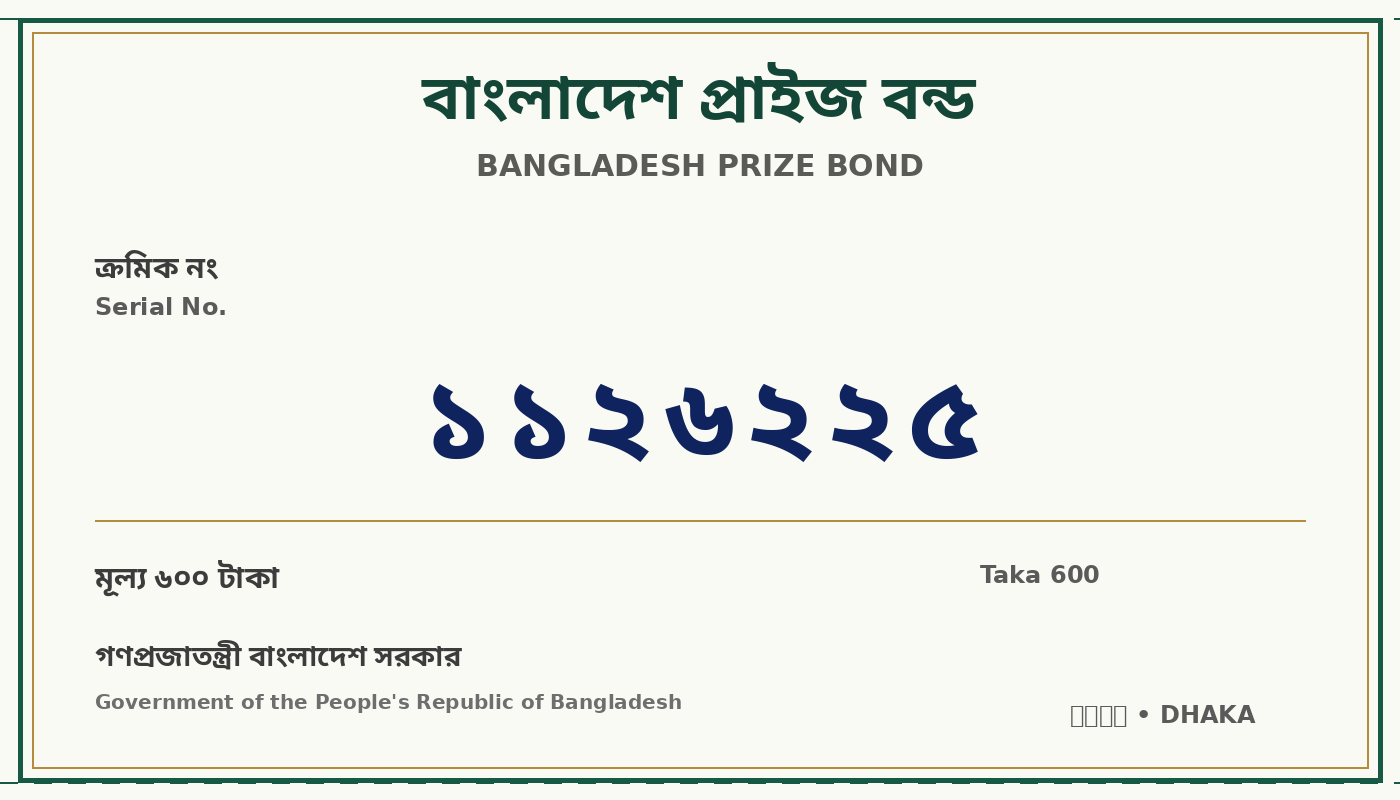 বাংলাদেশ প্রাইজ বন্ড
BANGLADESH PRIZE BOND
ক্রমিক নং
Serial No.
১১২৬২২৫
মূল্য ৬০০ টাকা
Taka 600
গণপ্রজাতন্ত্রী বাংলাদেশ সরকার
Government of the People's Republic of Bangladesh
• DHAKA